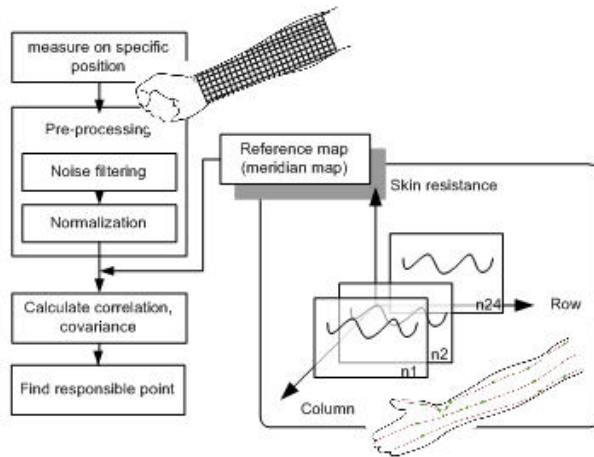 measure on specific
position
Pre-processing
Noise filtering
Normalization
Calculate correlation,
covariance
Find responsible point
Reference map
(meridian map)
Skin resistance
n24
Row
n2
n1
Column